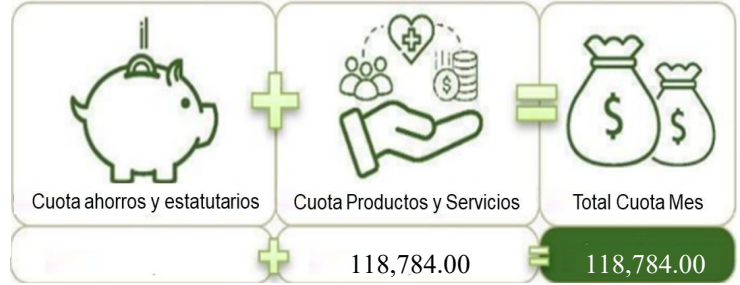 Cuota ahorros y estatutarios
Cuota Productos y Servicios
Total Cuota Mes
118,784.00
118,784.00